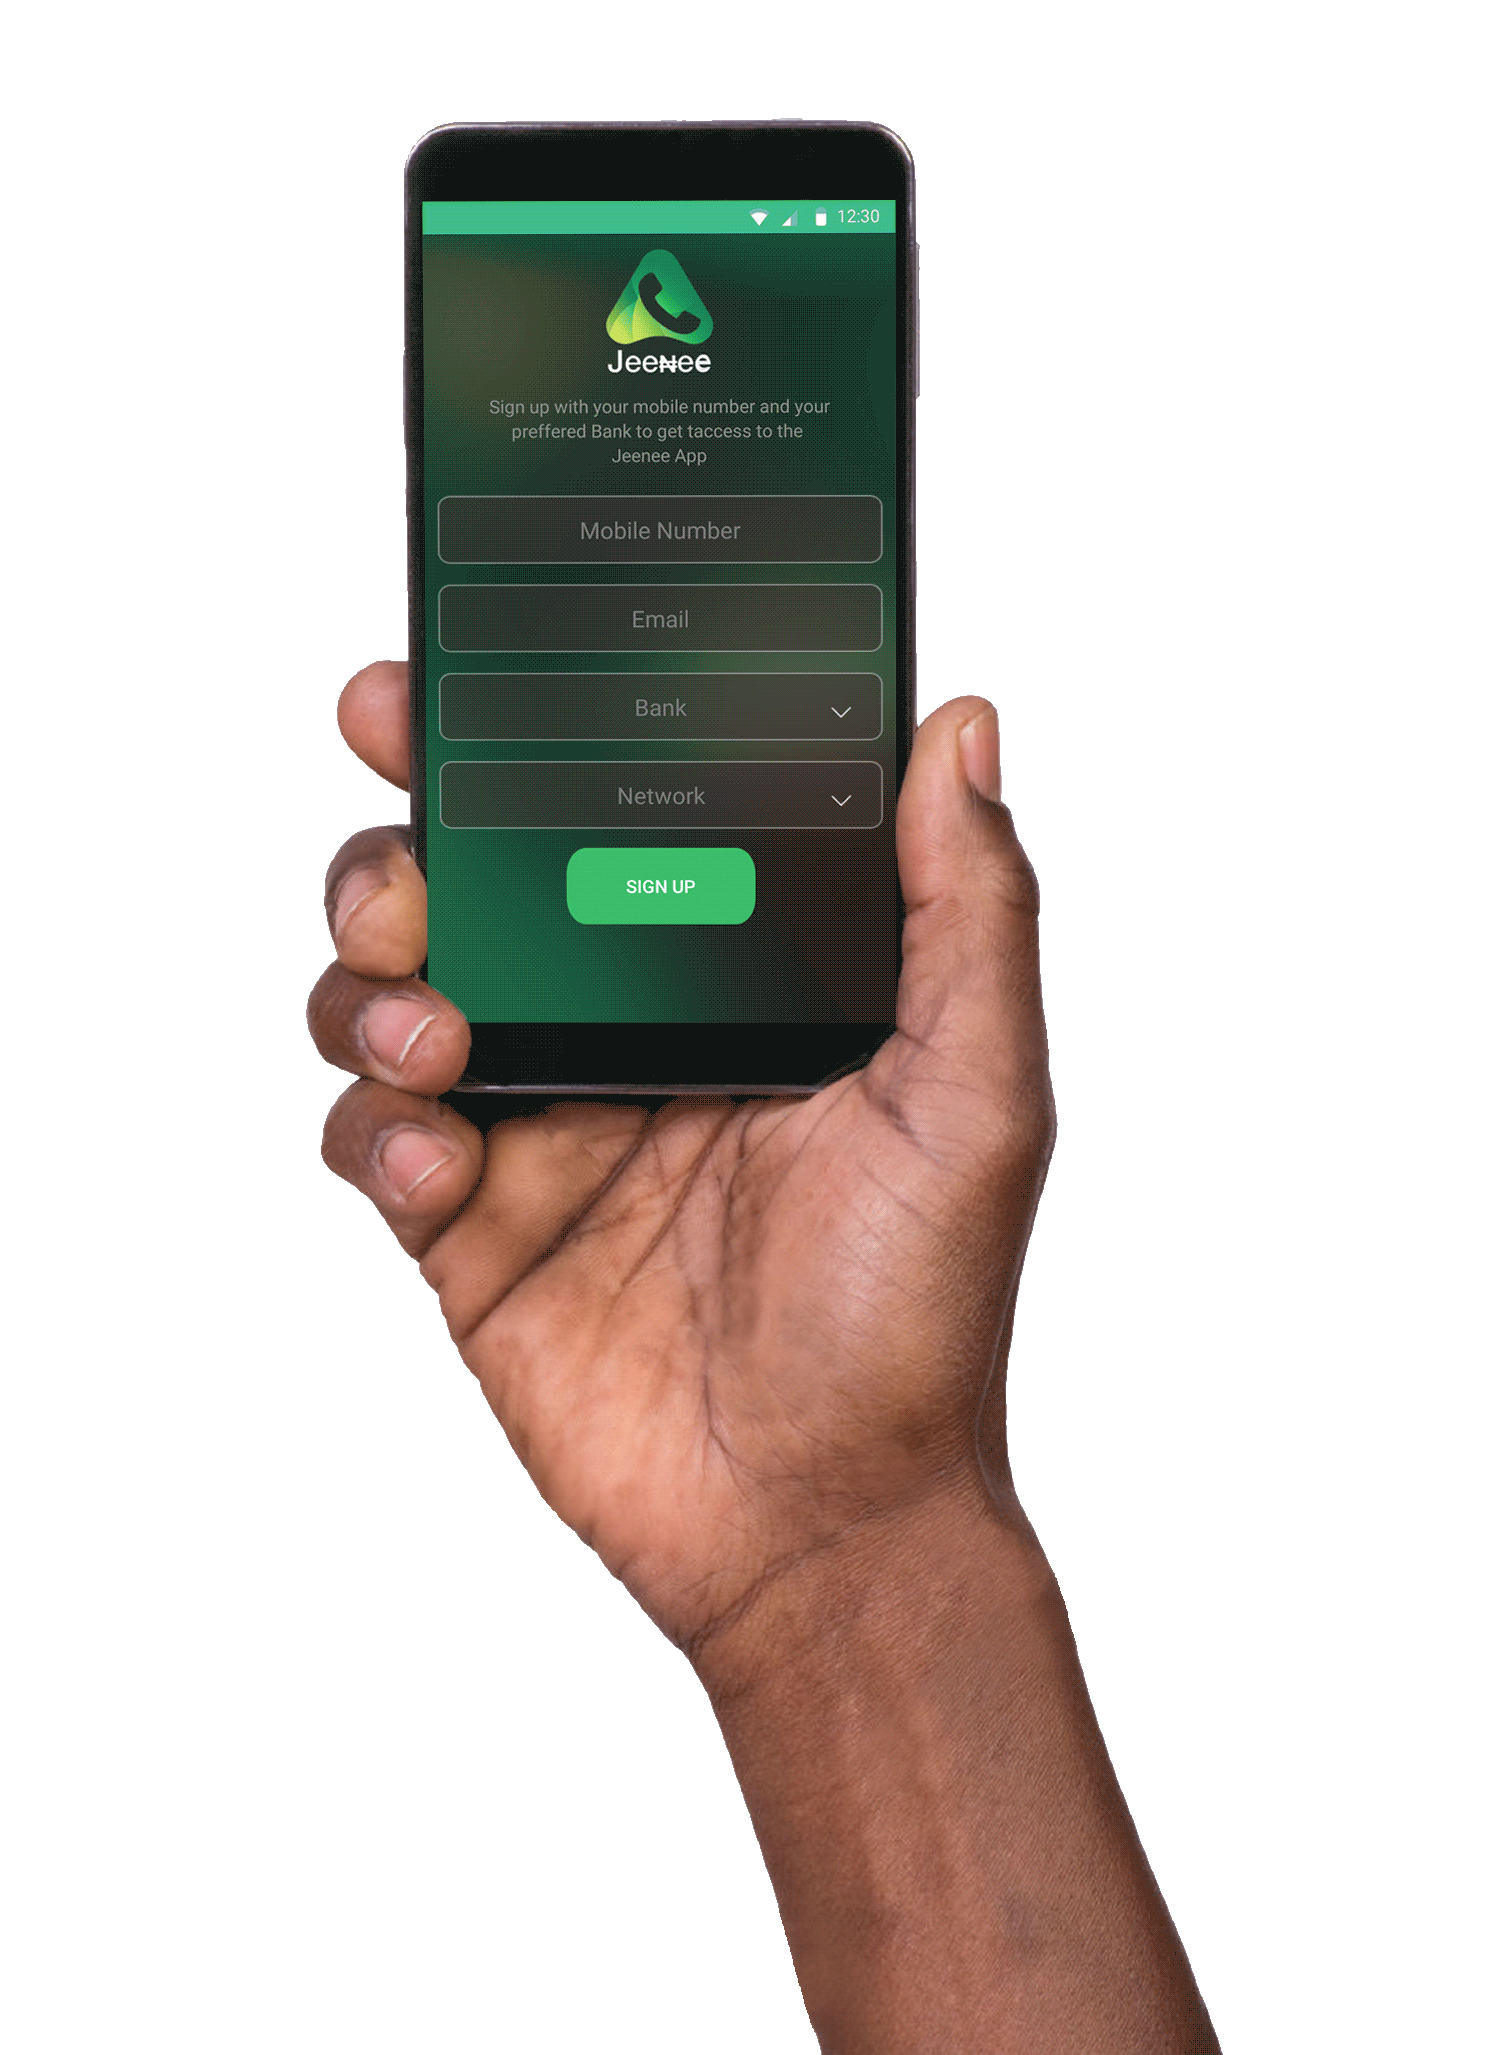 12:30
Jee₦ee
Sign up with your mobile number and your
preffered Bank to get taccess to the
Jeenee App
Mobile Number
Email
Bank
Network
SIGN UP